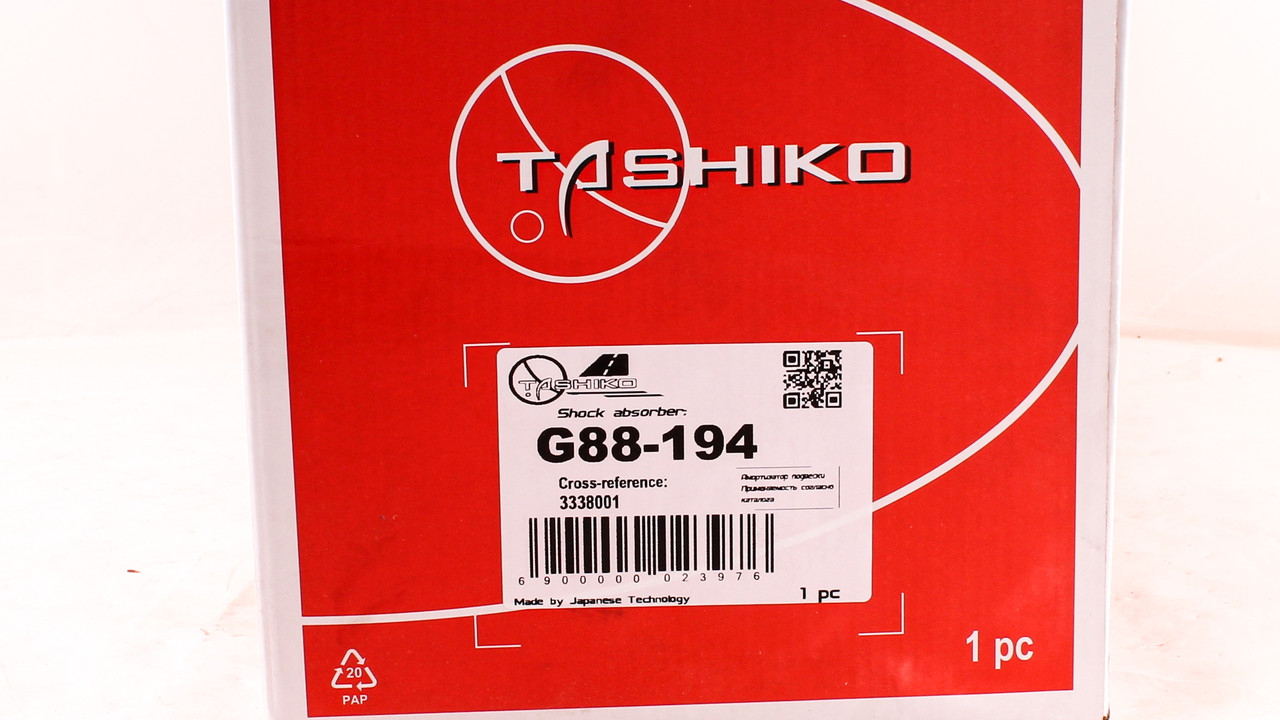 TASHIKO
TASHIKO
Shock absorber:
G88-194
Cross-reference:
3338001
Амортизатор подвески
Применяемость согласно
каталога
6 900000 023976
Made by Japanese Technology
1 pc
1 pc
20
PAP